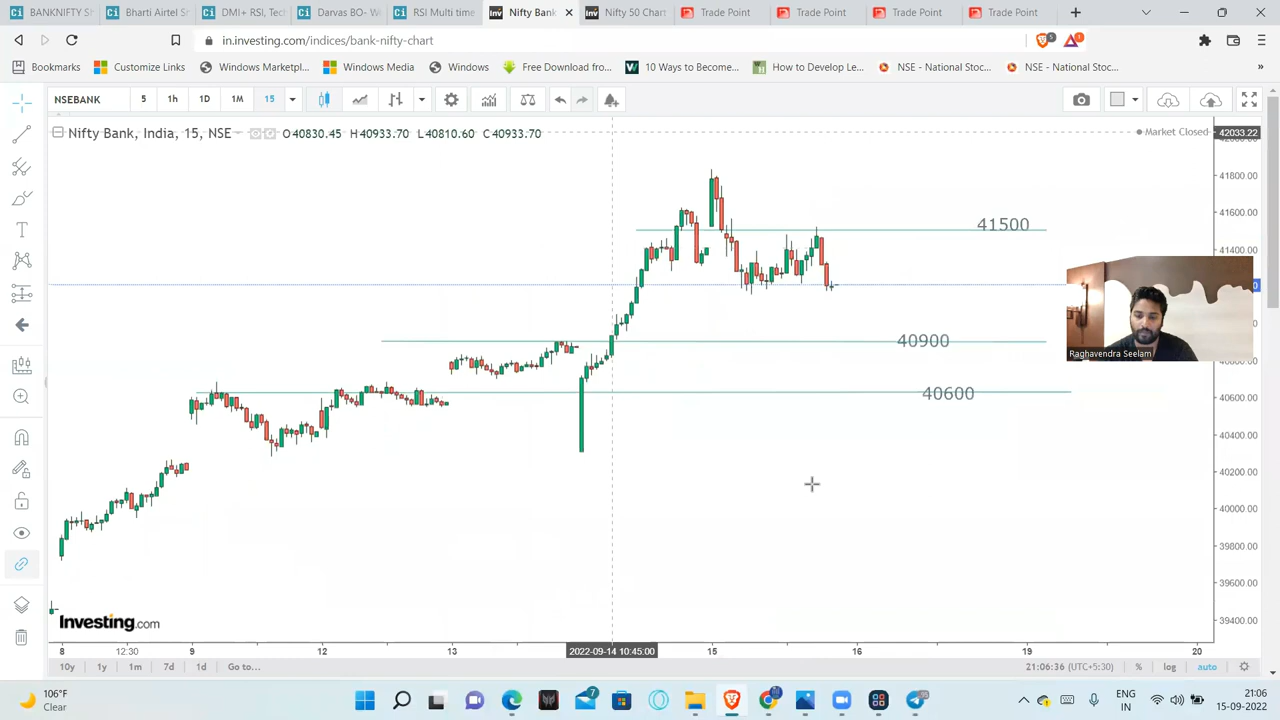 BANKNIFTY S
Bharti Airtel S
DMI+ RSI, Tech
Darvas BO- W
RSI Multi time
Nifty Bank
Nifty 50 Chart
Trade Point
Trade Point
Trade Point
Trade Point
in.investing.com/indices/bank-nifty-chart
5
1
Bookmarks
Customize Links
Windows Marketpl...
Windows Media
Windows
Free Download fro...
10 Ways to Become...
How to Develop Le...
NSE - National Stoc...
NSE - National Stoc...
NSEBANK
5
1h
1D
1M
15
Nifty Bank, India, 15, NSE
O40830.45 H40933.70 L40810.60 C40933.70
Market Closed
42033.22
41800.00
41600.00
41400.00
40600.00
40400.00
40200.00
40000.00
39800.00
39600.00
39400.00
41500
40900
40600
Raghavendra Seelam
Investing.com
8
12:30
9
12
13
2022-09-14 10:45:00
15
16
19
20
10y
1y
1m
7d
1d
Go to...
21:06:36 (UTC+5:30)
%
log
auto
106°F
Clear
7
35
ENG
IN
21:06
15-09-2022